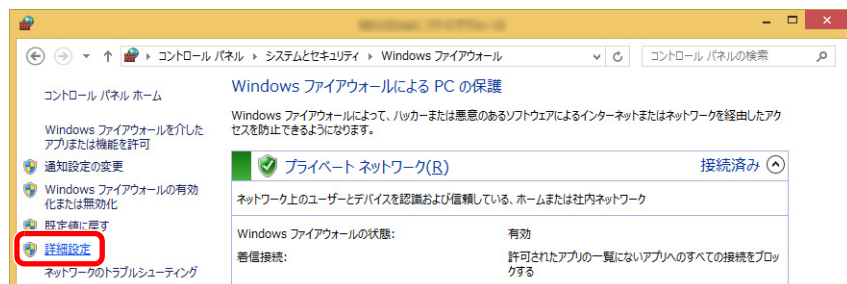 コントロール パネル ▸ システムとセキュリティ ▸ Windows ファイアウォール
コントロール パネルの検索
コントロール パネル ホーム
Windows ファイアウォールを介した
アプリまたは機能を許可
通知設定の変更
Windows ファイアウォールの有効
化または無効化
既定値に戻す
詳細設定
ネットワークのトラブルシューティング
Windows ファイアウォールによる PC の保護
Windows ファイアウォールによって、ハッカーまたは悪意のあるソフトウェアによるインターネットまたはネットワークを経由したアク
セスを防止できるようになります。
プライベート ネットワーク(R)
接続済み
ネットワーク上のユーザーとデバイスを認識および信頼している、ホームまたは社内ネットワーク
Windows ファイアウォールの状態:
有効
着信接続:
許可されたアプリの一覧にないアプリへのすべての接続をブロッ
クする